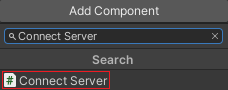 Add Component
Connect Server
Search
# Connect Server